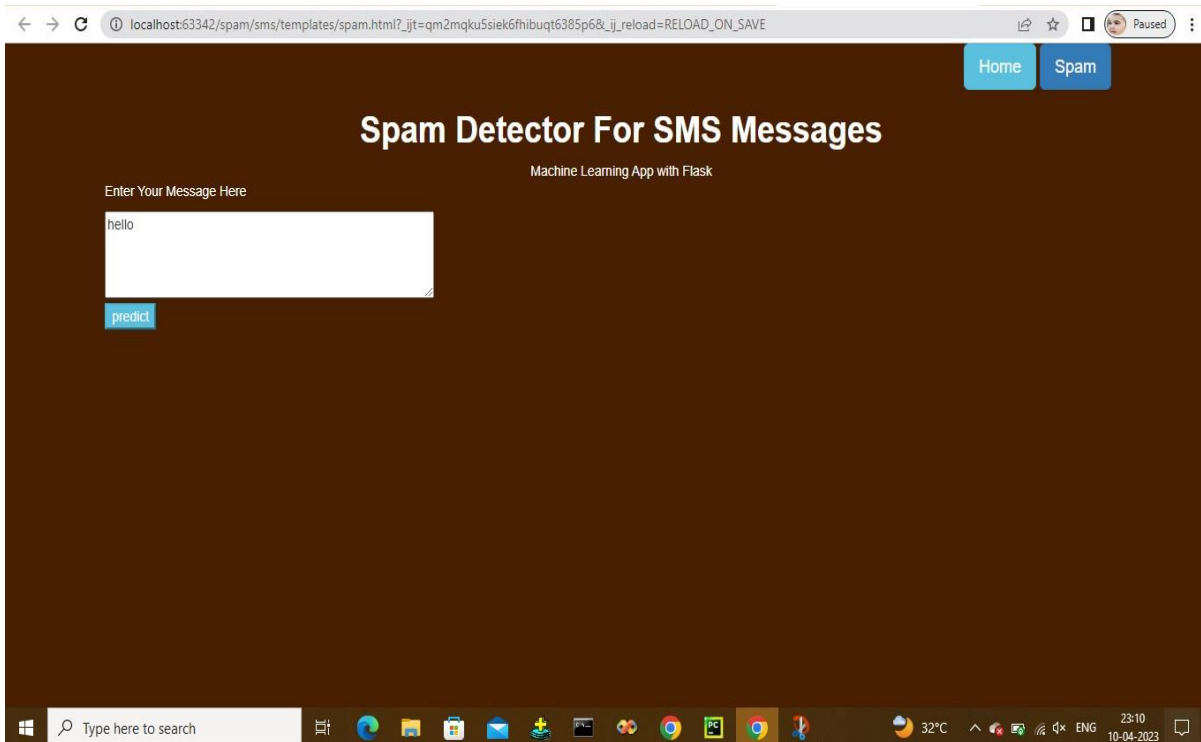 localhost:63342/spam/sms/templates/spam.html?_ijt=qm2mqku5siek6fhibuqt6385p6&_ij_reload=RELOAD_ON_SAVE
Paused
Home Spam
Spam Detector For SMS Messages
Machine Learning App with Flask
Enter Your Message Here
hello
predict
Type here to search
PC
32°C
ENG
23:10
10-04-2023